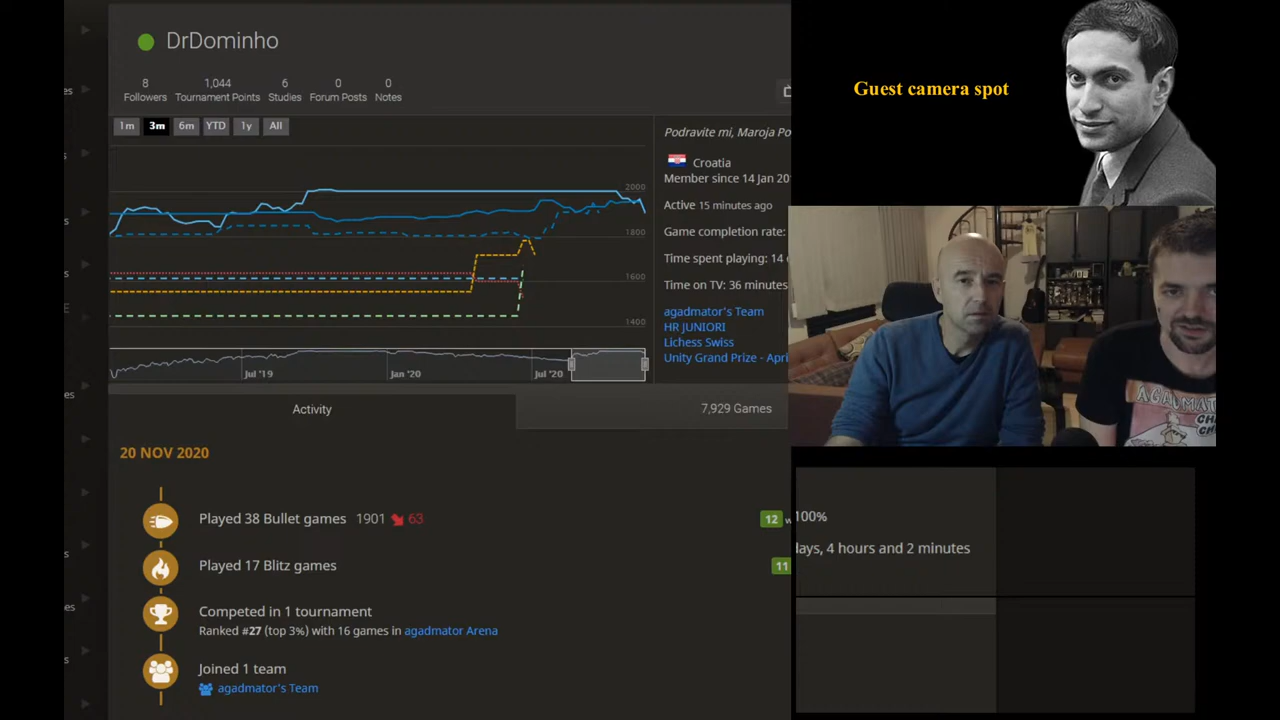 DrDominho
8 1,044 6 0 0
Followers Tournament Points Studies Forum Posts Notes
1m 3m 6m YTD 1y All
2000
1800
1600
1400
Jul '19 Jan '20 Jul '20
Podravite mi, Maroja Po
Croatia
Member since 14 Jan 20
Active 15 minutes ago
Game completion rate:
Time spent playing: 14
Time on TV: 36 minutes
agadmator's Team
HR JUNIORI
Lichess Swiss
Unity Grand Prize - Apri
Activity
7,929 Games
20 NOV 2020
Played 38 Bullet games 1901 63
12 w
Played 17 Blitz games
11
Competed in 1 tournament
Ranked #27 (top 3%) with 16 games in agadmator Arena
Joined 1 team
agadmator's Team
Guest camera spot
AGADMAT
100%
ays, 4 hours and 2 minutes